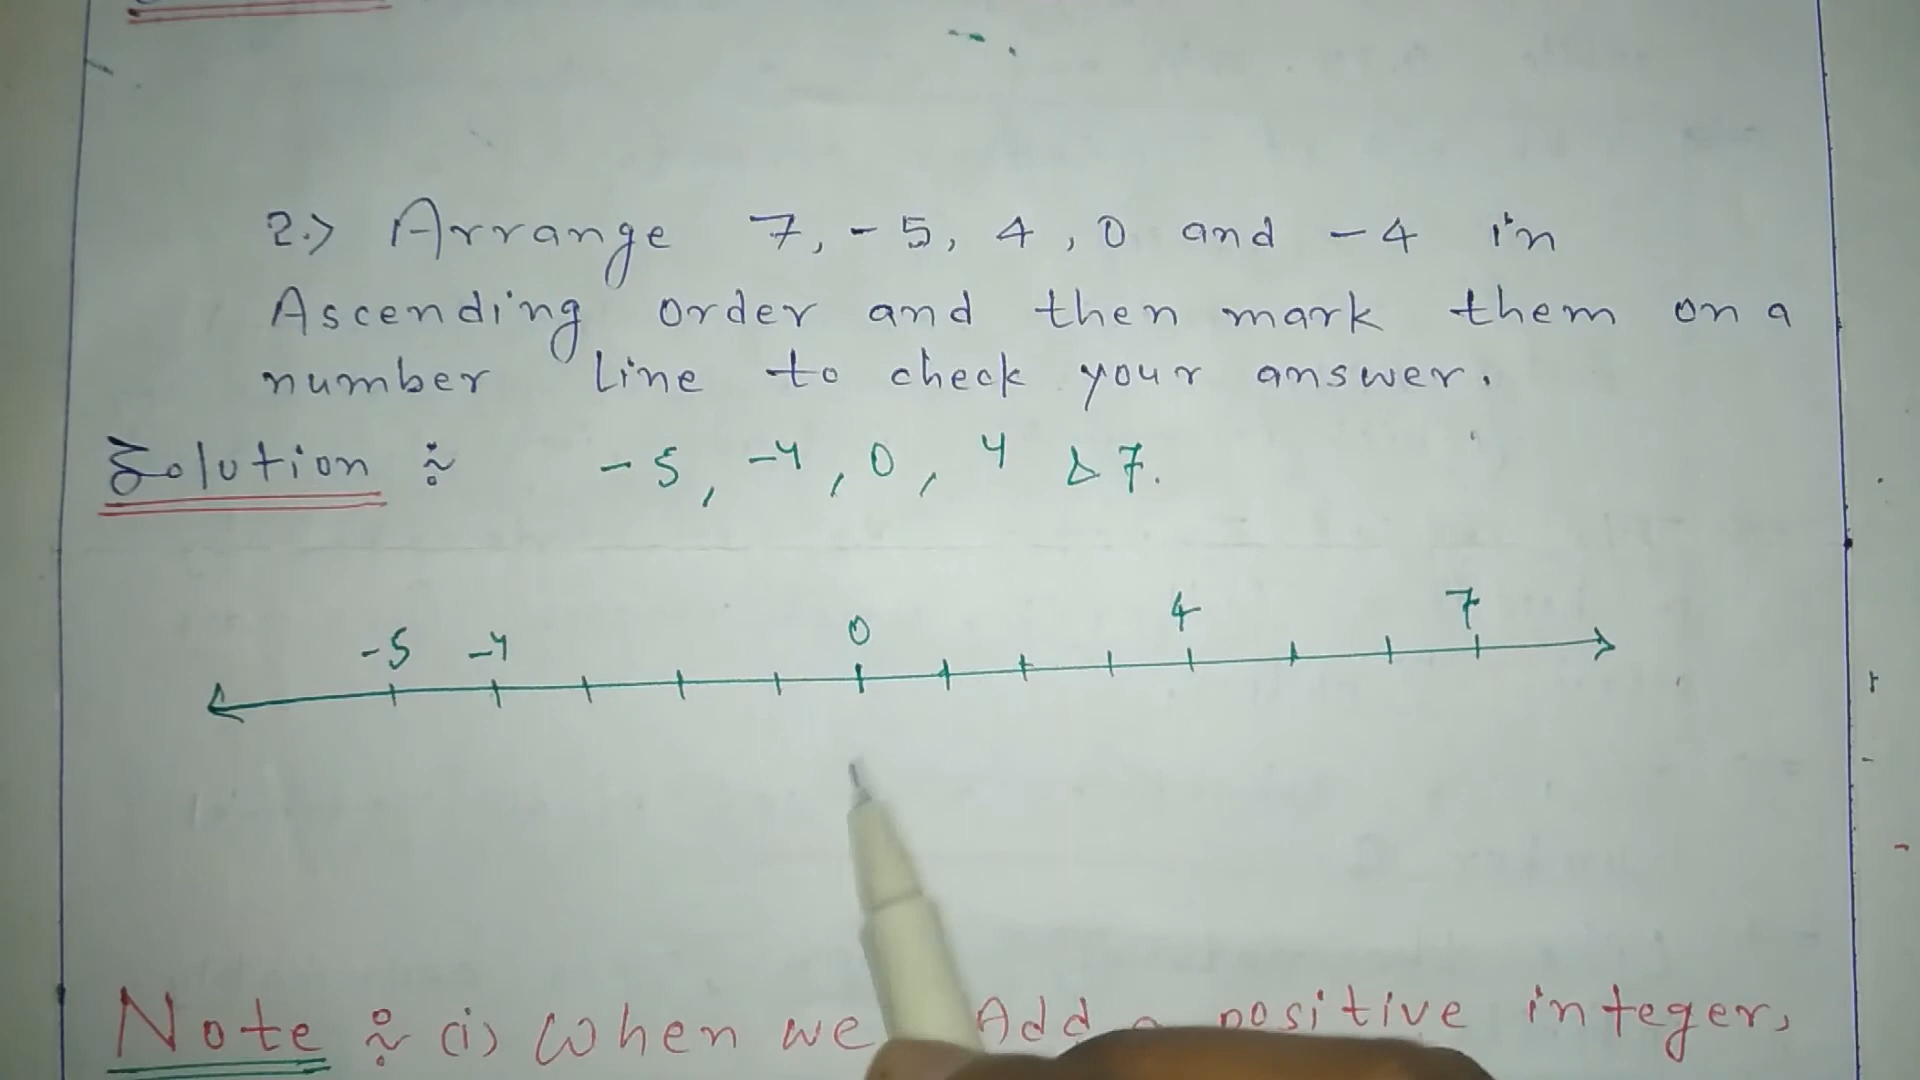 2.) Arrange 7, -5, 4, 0 and -4 in
Ascending order and then mark them on a
number line to check your answer.
Solution : -5, -4, 0, 4 & 7.
-5 -4 0 4 7
Note : (i) When we Add a positive integer,